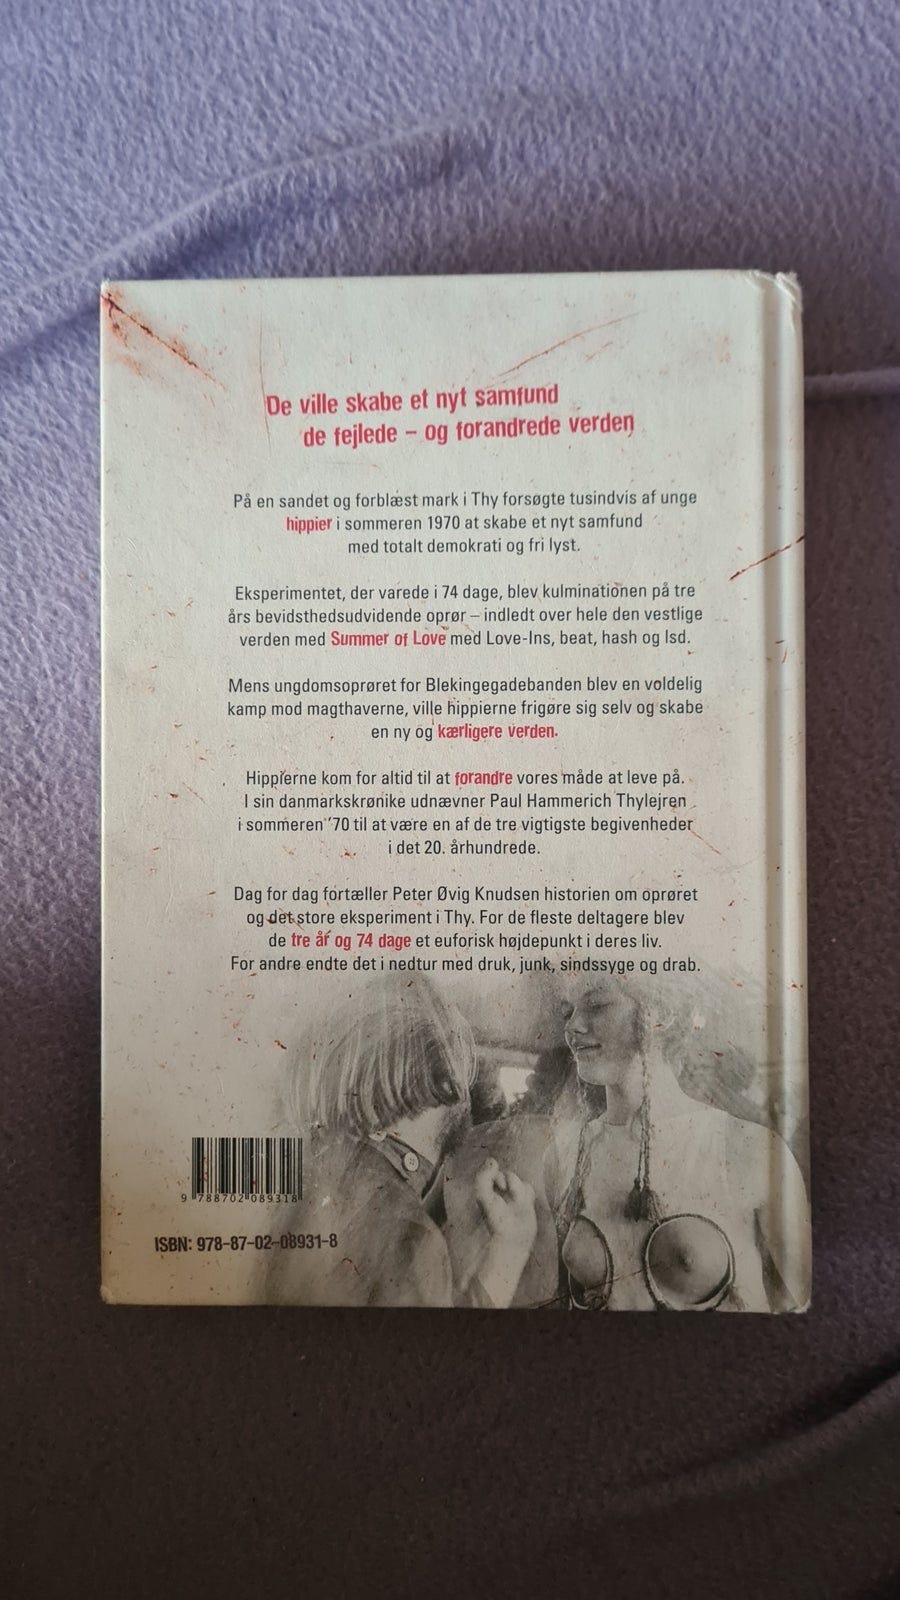 De ville skabe et nyt samfund
de fejlede – og forandrede verden
På en sandet og forblæst mark i Thy forsøgte tusindvis af unge
hippier i sommeren 1970 at skabe et nyt samfund
med totalt demokrati og fri lyst.
Eksperimentet, der varede i 74 dage, blev kulminationen på tre
års bevidsthedsudvidende oprør – indledt over hele den vestlige
verden med Summer of Love med Love-Ins, beat, hash og lsd.
Mens ungdomsoprøret for Blekingegadebanden blev en voldelig
kamp mod magthaverne, ville hippierne frigøre sig selv og skabe
en ny og kærligere verden.
Hippierne kom for altid til at forandre vores måde at leve på.
I sin danmarkskrønike udnævner Paul Hammerich Thylejren
i sommeren '70 til at være en af de tre vigtigste begivenheder
i det 20. århundrede.
Dag for dag fortæller Peter Øvig Knudsen historien om oprøret
og det store eksperiment i Thy. For de fleste deltagere blev
de tre år og 74 dage et euforisk højdepunkt i deres liv.
For andre endte det i nedtur med druk, junk, sindssyge og drab.
9 788702 089318
ISBN: 978-87-02-08931-8